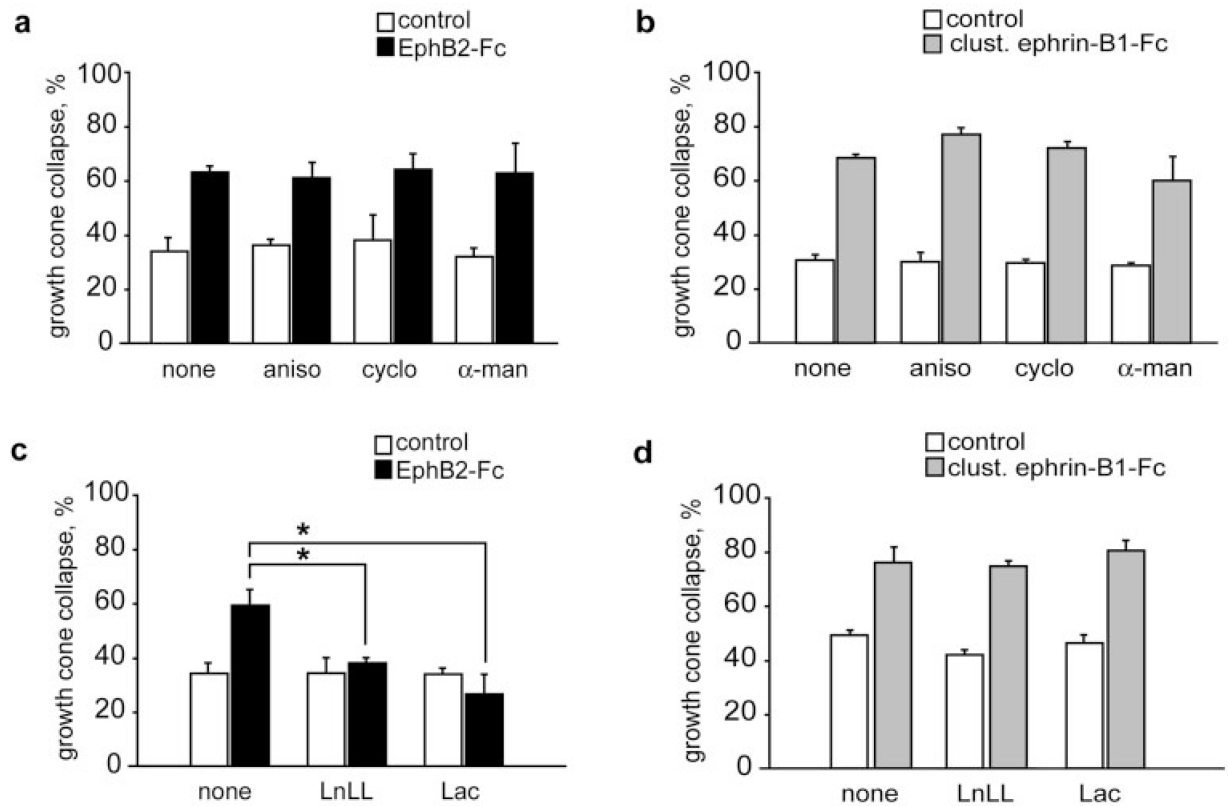 a
control
EphB2-Fc
growth cone collapse, %
100
80
60
40
20
0
none aniso cyclo α-man
b
control
clust. ephrin-B1-Fc
growth cone collapse, %
100
80
60
40
20
0
none aniso cyclo α-man
c
control
EphB2-Fc
growth cone collapse, %
100
80
60
40
20
0
*
*
none LnLL Lac
d
control
clust. ephrin-B1-Fc
growth cone collapse, %
100
80
60
40
20
0
none LnLL Lac